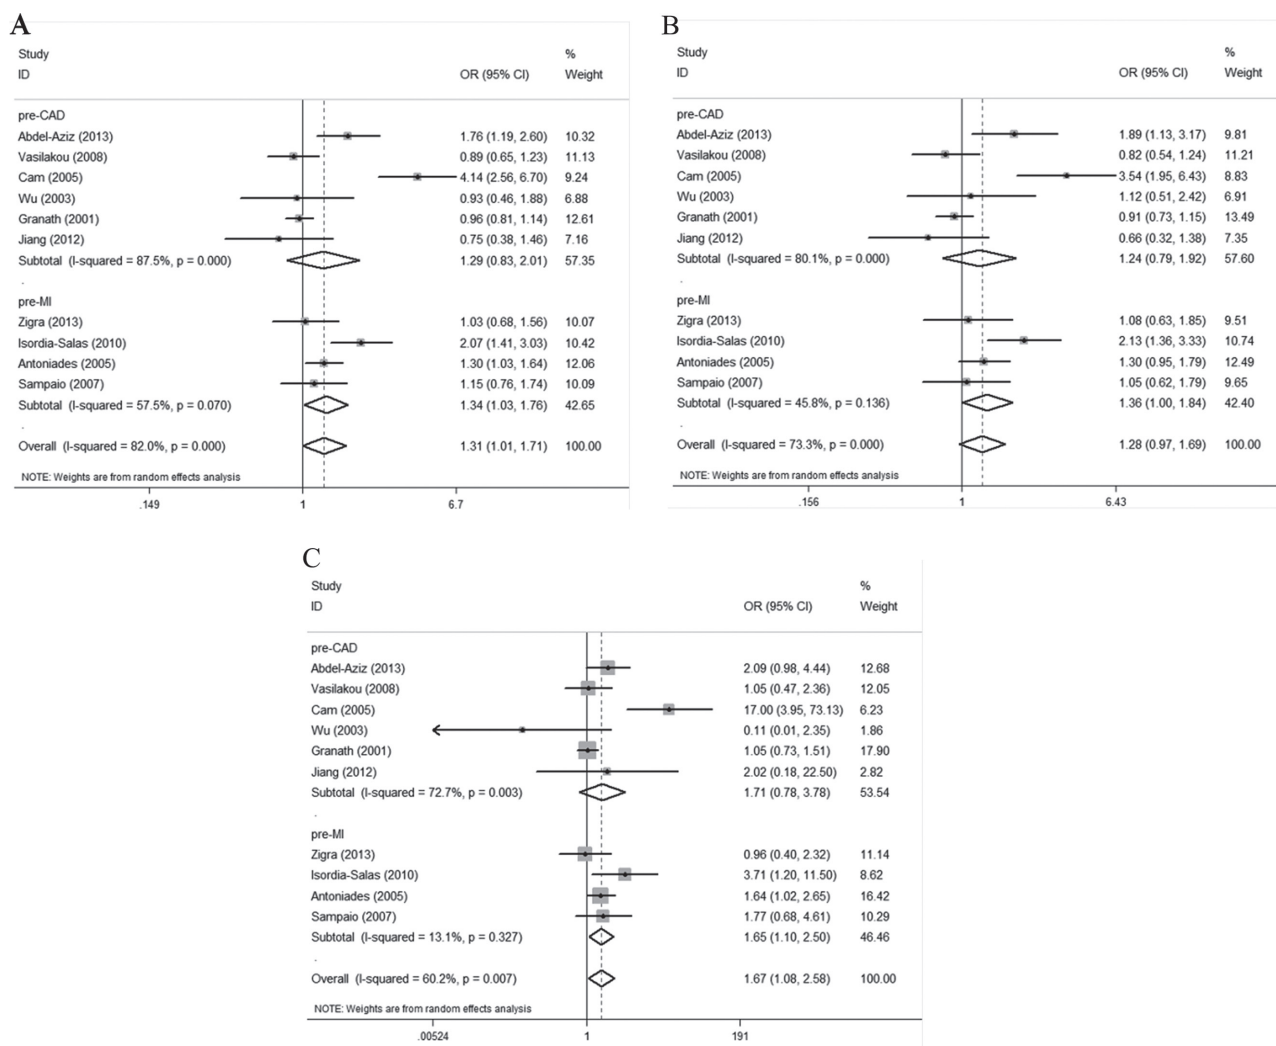 A
Study %
ID OR (95% CI) Weight
pre-CAD
Abdel-Aziz (2013) 1.76 (1.19, 2.60) 10.32
Vasilakou (2008) 0.89 (0.65, 1.23) 11.13
Cam (2005) 4.14 (2.56, 6.70) 9.24
Wu (2003) 0.93 (0.46, 1.88) 6.88
Granath (2001) 0.96 (0.81, 1.14) 12.61
Jiang (2012) 0.75 (0.38, 1.46) 7.16
Subtotal (I-squared = 87.5%, p = 0.000) 1.29 (0.83, 2.01) 57.35
.
pre-MI
Zigra (2013) 1.03 (0.68, 1.56) 10.07
Isordia-Salas (2010) 2.07 (1.41, 3.03) 10.42
Antoniades (2005) 1.30 (1.03, 1.64) 12.06
Sampaio (2007) 1.15 (0.76, 1.74) 10.09
Subtotal (I-squared = 57.5%, p = 0.070) 1.34 (1.03, 1.76) 42.65
.
Overall (I-squared = 82.0%, p = 0.000) 1.31 (1.01, 1.71) 100.00
NOTE: Weights are from random effects analysis
.149 1 6.7
B
Study %
ID OR (95% CI) Weight
pre-CAD
Abdel-Aziz (2013) 1.89 (1.13, 3.17) 9.81
Vasilakou (2008) 0.82 (0.54, 1.24) 11.21
Cam (2005) 3.54 (1.95, 6.43) 8.83
Wu (2003) 1.12 (0.51, 2.42) 6.91
Granath (2001) 0.91 (0.73, 1.15) 13.49
Jiang (2012) 0.66 (0.32, 1.38) 7.35
Subtotal (I-squared = 80.1%, p = 0.000) 1.24 (0.79, 1.92) 57.60
.
pre-MI
Zigra (2013) 1.08 (0.63, 1.85) 9.51
Isordia-Salas (2010) 2.13 (1.36, 3.33) 10.74
Antoniades (2005) 1.30 (0.95, 1.79) 12.49
Sampaio (2007) 1.05 (0.62, 1.79) 9.65
Subtotal (I-squared = 45.8%, p = 0.136) 1.36 (1.00, 1.84) 42.40
.
Overall (I-squared = 73.3%, p = 0.000) 1.28 (0.97, 1.69) 100.00
NOTE: Weights are from random effects analysis
.156 1 6.43
C
Study %
ID OR (95% CI) Weight
pre-CAD
Abdel-Aziz (2013) 2.09 (0.98, 4.44) 12.68
Vasilakou (2008) 1.05 (0.47, 2.36) 12.05
Cam (2005) 17.00 (3.95, 73.13) 6.23
Wu (2003) 0.11 (0.01, 2.35) 1.86
Granath (2001) 1.05 (0.73, 1.51) 17.90
Jiang (2012) 2.02 (0.18, 22.50) 2.82
Subtotal (I-squared = 72.7%, p = 0.003) 1.71 (0.78, 3.78) 53.54
.
pre-MI
Zigra (2013) 0.96 (0.40, 2.32) 11.14
Isordia-Salas (2010) 3.71 (1.20, 11.50) 8.62
Antoniades (2005) 1.64 (1.02, 2.65) 16.42
Sampaio (2007) 1.77 (0.68, 4.61) 10.29
Subtotal (I-squared = 13.1%, p = 0.327) 1.65 (1.10, 2.50) 46.46
.
Overall (I-squared = 60.2%, p = 0.007) 1.67 (1.08, 2.58) 100.00
NOTE: Weights are from random effects analysis
.00524 1 191